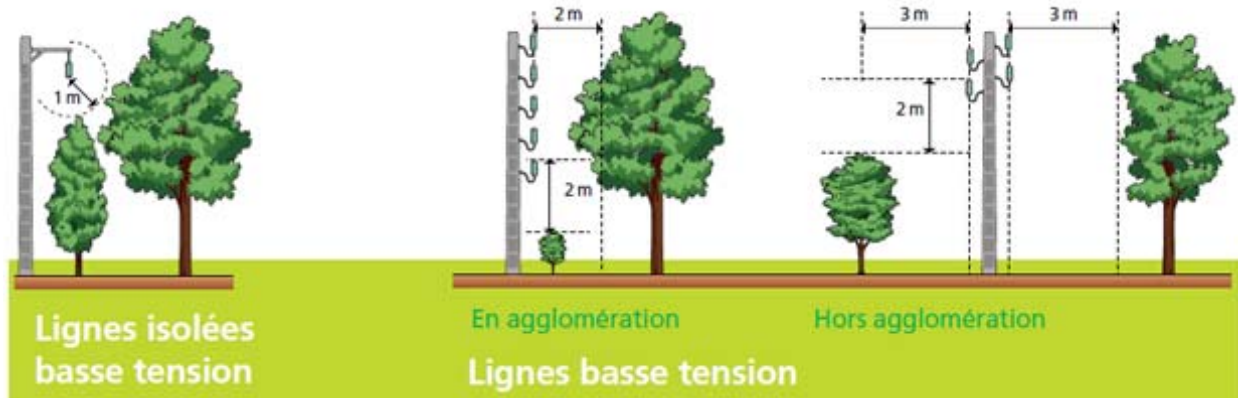 1 m
Lignes isolées
basse tension
2 m
2 m
En agglomération
3 m
3 m
2 m
Hors agglomération
Lignes basse tension